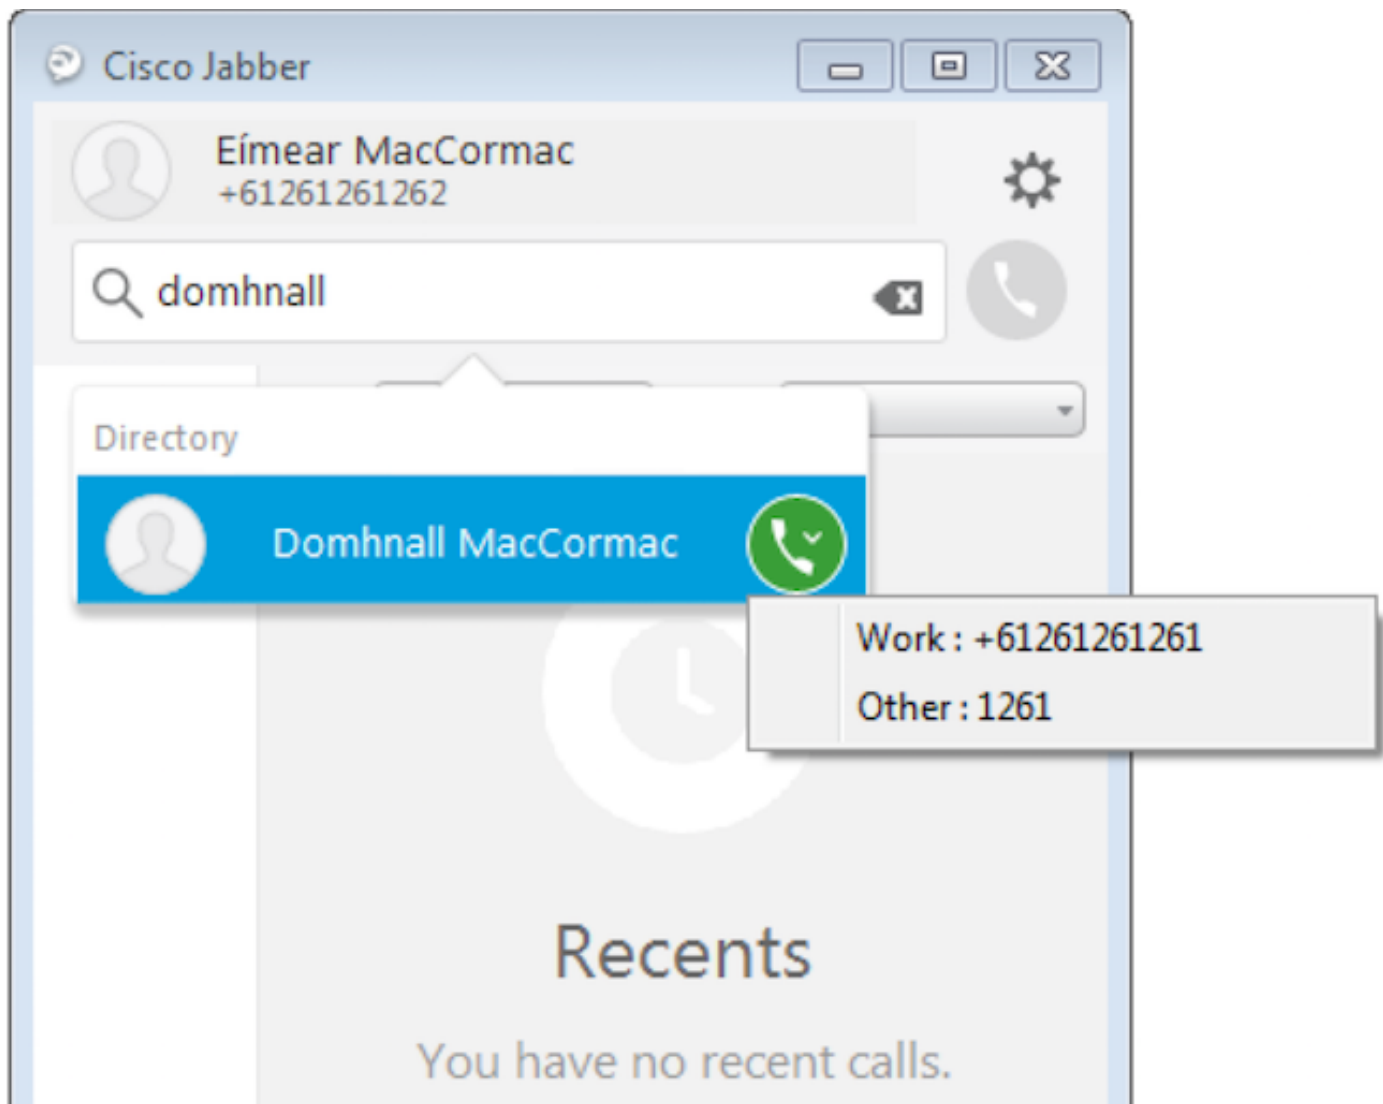 Cisco Jabber
Eímear MacCormac
+61261261262
domhnall
Directory
Domhnall MacCormac
Work : +61261261261
Other : 1261
Recents
You have no recent calls.